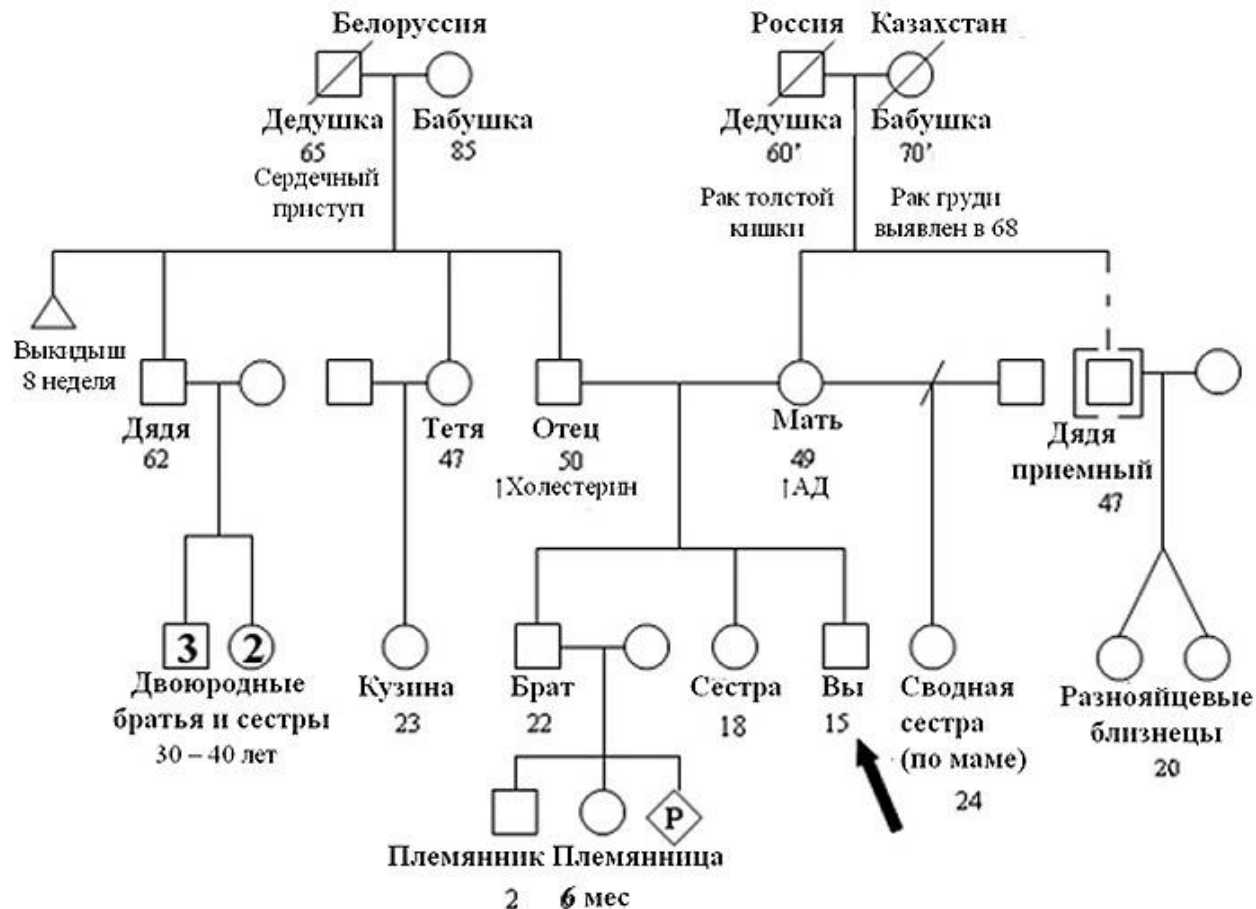 Белоруссия
Россия Казахстан
Дедушка Бабушка
65 85
Сердечный
приступ
Дедушка Бабушка
60' 70'
Рак толстой
кишки
Рак груди
выявлен в 68
Выкидыш
8 неделя
Дядя
62
Тетя
47
Отец
50
↑Холестерин
Мать
49
↑АД
Дядя
приемный
47
3 2
Двоюродные
братья и сестры
30 – 40 лет
Кузина
23
Брат
22
Сестра
18
Вы
15
Сводная
сестра
(по маме)
24
Разнояйцевые
близнецы
20
P
Племянник Племянница
2 6 мес